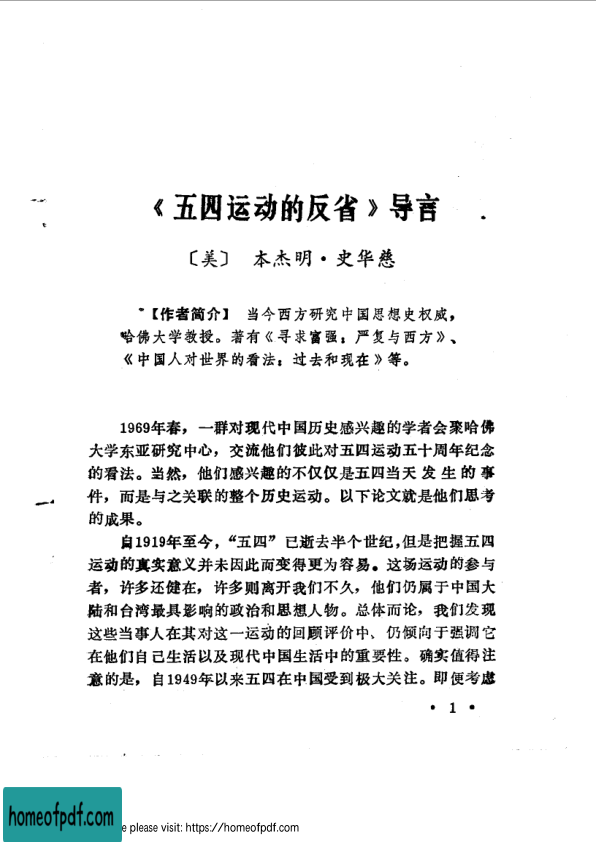 《五四运动的反省》导言
〔美〕 本杰明·史华慈
【作者简介】 当今西方研究中国思想史权威，
哈佛大学教授。著有《寻求富强：严复与西方》、
《中国人对世界的看法：过去和现在》等。
1969年春，一群对现代中国历史感兴趣的学者会聚哈佛
大学东亚研究中心，交流他们彼此对五四运动五十周年纪念
的看法。当然，他们感兴趣的不仅仅是五四当天发生的事
件，而是与之关联的整个历史运动。以下论文就是他们思考
的成果。
自1919年至今，“五四”已逝去半个世纪，但是把握五四
运动的真实意义并未因此而变得更为容易。这场运动的参与
者，许多还健在，许多则离开我们不久，他们仍属于中国大
陆和台湾最具影响的政治和思想人物。总体而论，我们发现
这些当事人在其对这一运动的回顾评价中、仍倾向于强调它
在他们自己生活以及现代中国生活中的重要性。确实值得注
意的是，自1949年以来五四在中国受到极大关注。即便考虑
• 1 •
homeofpdf.com
e please visit: https://homeofpdf.com